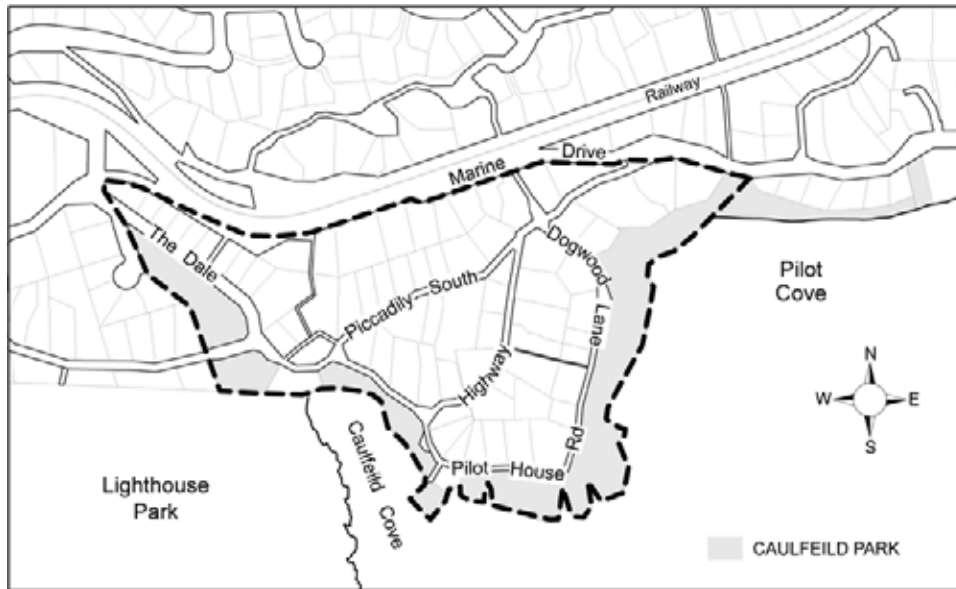 Railway
Marine Drive
The Dale
Piccadily South
Dogwood Lane
Highway
Pilot House Rd
Pilot
Cove
Caulfeild Cove
Lighthouse
Park
N
W E
S
CAULFEILD PARK